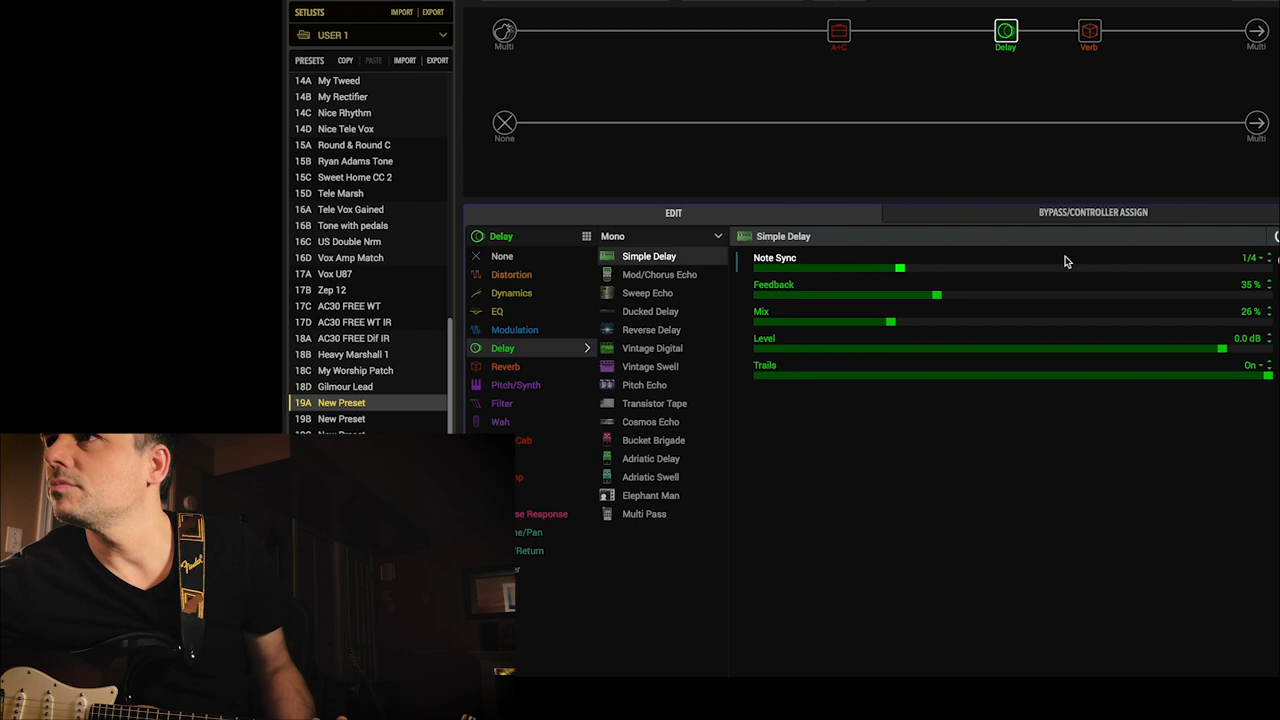 SETLISTS IMPORT EXPORT
USER 1
PRESETS COPY PASTE IMPORT EXPORT
14A My Tweed
14B My Rectifier
14C Nice Rhythm
14D Nice Tele Vox
15A Round & Round C
15B Ryan Adams Tone
15C Sweet Home CC 2
15D Tele Marsh
16A Tele Vox Gained
16B Tone with pedals
16C US Double Nrm
16D Vox Amp Match
17A Vox U87
17B Zep 12
17C AC30 FREE WT
17D AC30 FREE WT IR
18A AC30 FREE Dif IR
18B Heavy Marshall 1
18C My Worship Patch
18D Gilmour Lead
19A New Preset
19B New Preset
Multi A+C Delay Verb Multi
None Multi
EDIT BYPASS/CONTROLLER ASSIGN
Delay
None
Distortion
Dynamics
EQ
Modulation
Delay
Reverb
Pitch/Synth
Filter
Wah
Cab
mp
se Response
ne/Pan
/Return
er
Mono
Simple Delay
Mod/Chorus Echo
Sweep Echo
Ducked Delay
Reverse Delay
Vintage Digital
Vintage Swell
Pitch Echo
Transistor Tape
Cosmos Echo
Bucket Brigade
Adriatic Delay
Adriatic Swell
Elephant Man
Multi Pass
Simple Delay
Note Sync 1/4
Feedback 35 %
Mix 26 %
Level 0.0 dB
Trails On
Fender